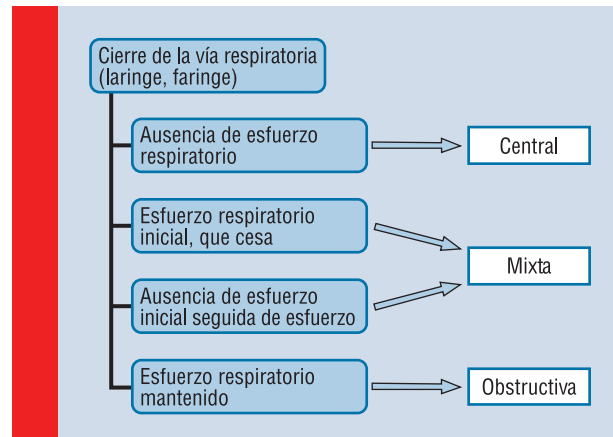 Cierre de la vía respiratoria
(laringe, faringe)
Ausencia de esfuerzo
respiratorio
Central
Esfuerzo respiratorio
inicial, que cesa
Mixta
Ausencia de esfuerzo
inicial seguida de esfuerzo
Esfuerzo respiratorio
mantenido
Obstructiva